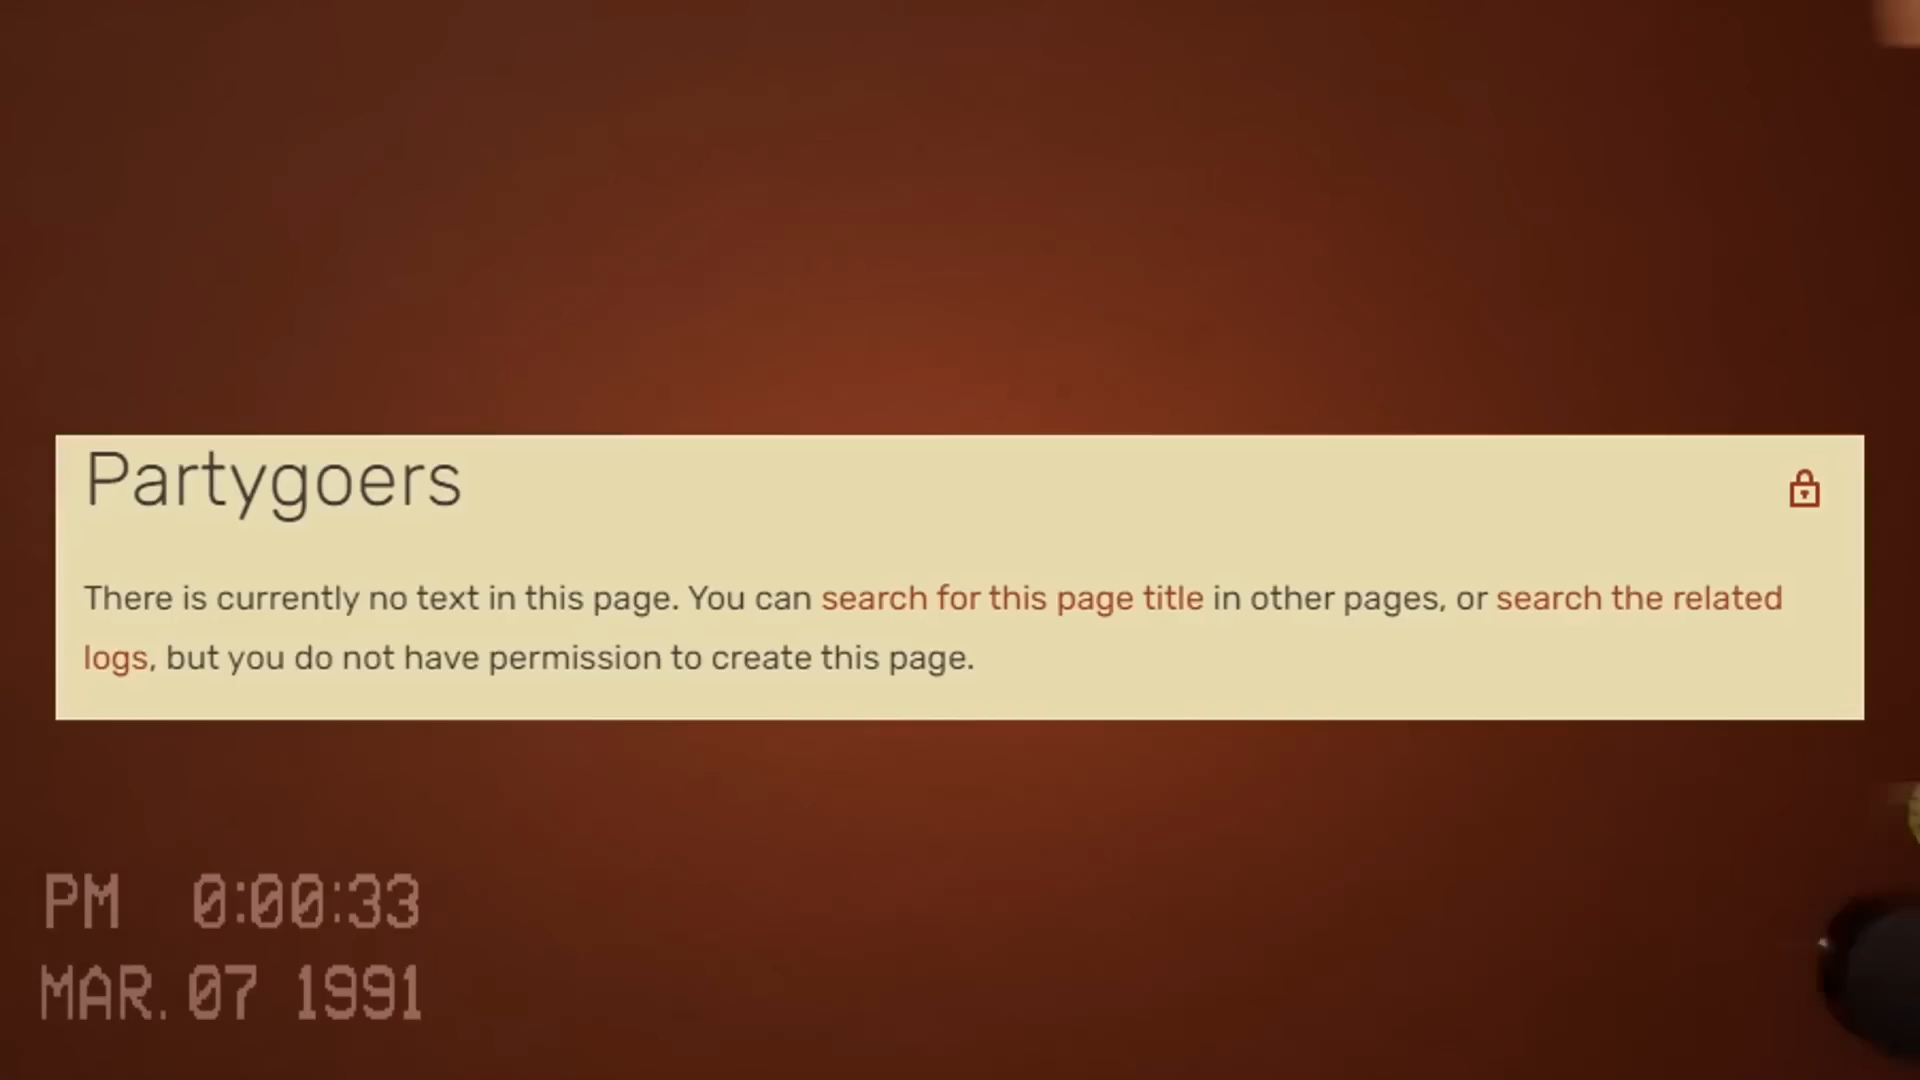 Partygoers
There is currently no text in this page. You can search for this page title in other pages, or search the related
logs, but you do not have permission to create this page.
PM 0:00:33
MAR. 07 1991